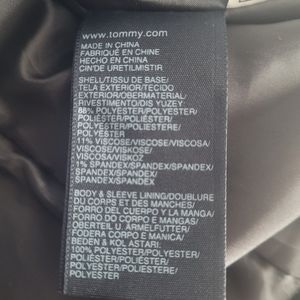 www.tommy.com
MADE IN CHINA
FABRIQUÉ EN CHINE
HECHO EN CHINA
ÇIN'DE ÜRETILMISTIR
SHELL/TISSU DE BASE/
TELA EXTERIOR/TECIDO
EXTERIOR/OBERMATERIAL/
RIVESTIMENTO/DIS YUZEY
88% POLYESTER/POLYESTER/
POLIÉSTER/POLIÉSTER/
POLYESTER/POLIESTERE/
POLYESTER
11% VISCOSE/VISCOSE/VISCOSA/
VISCOSE/VISKOSE/
VISCOSA/VISKOZ
1% SPANDEX/SPANDEX/SPANDEX/
SPANDEX/SPANDEX/
SPANDEX/SPANDEX
BODY & SLEEVE LINING/DOUBLURE
DU CORPS ET DES MANCHES/
FORRO DEL CUERPO Y LA MANGA/
FORRO DO CORPO E MANGAS/
OBERTEIL U. ÄRMELFUTTER/
FODERA CORPO E MANICA/
BEDEN & KOL ASTARI:
100% POLYESTER/POLYESTER/
POLIÉSTER/POLIÉSTER/
POLYESTER/POLIESTERE/
POLYESTER